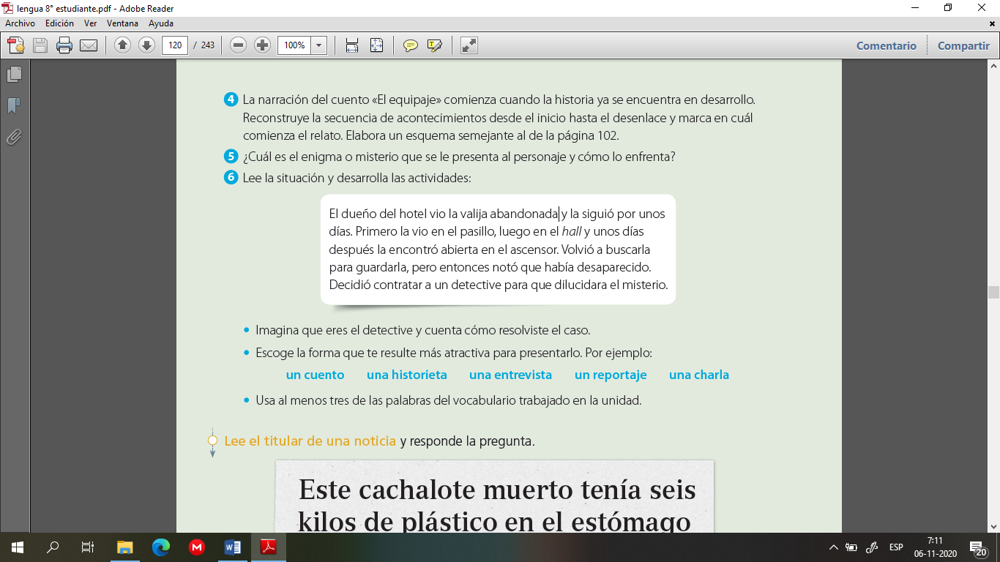 lengua 8° estudiante.pdf - Adobe Reader
Archivo Edición Ver Ventana Ayuda
120 / 243 100% Comentario Compartir
4 La narración del cuento «El equipaje» comienza cuando la historia ya se encuentra en desarrollo.
Reconstruye la secuencia de acontecimientos desde el inicio hasta el desenlace y marca en cuál
comienza el relato. Elabora un esquema semejante al de la página 102.
5 ¿Cuál es el enigma o misterio que se le presenta al personaje y cómo lo enfrenta?
6 Lee la situación y desarrolla las actividades:
El dueño del hotel vio la valija abandonada y la siguió por unos
días. Primero la vio en el pasillo, luego en el hall y unos días
después la encontró abierta en el ascensor. Volvió a buscarla
para guardarla, pero entonces notó que había desaparecido.
Decidió contratar a un detective para que dilucidara el misterio.
• Imagina que eres el detective y cuenta cómo resolviste el caso.
• Escoge la forma que te resulte más atractiva para presentarlo. Por ejemplo:
un cuento una historieta una entrevista un reportaje una charla
• Usa al menos tres de las palabras del vocabulario trabajado en la unidad.
Lee el titular de una noticia y responde la pregunta.
Este cachalote muerto tenía seis
kilos de plástico en el estómago
ESP 7:11
06-11-2020 20